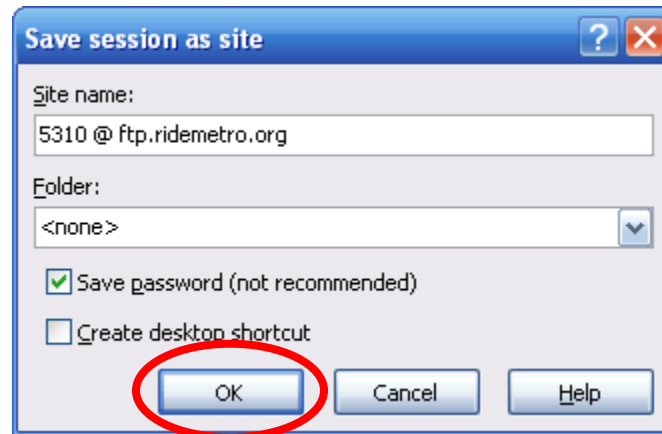 Save session as site
Site name:
5310 @ ftp.ridemetro.org
Folder:
<none>
Save password (not recommended)
Create desktop shortcut
OK Cancel Help